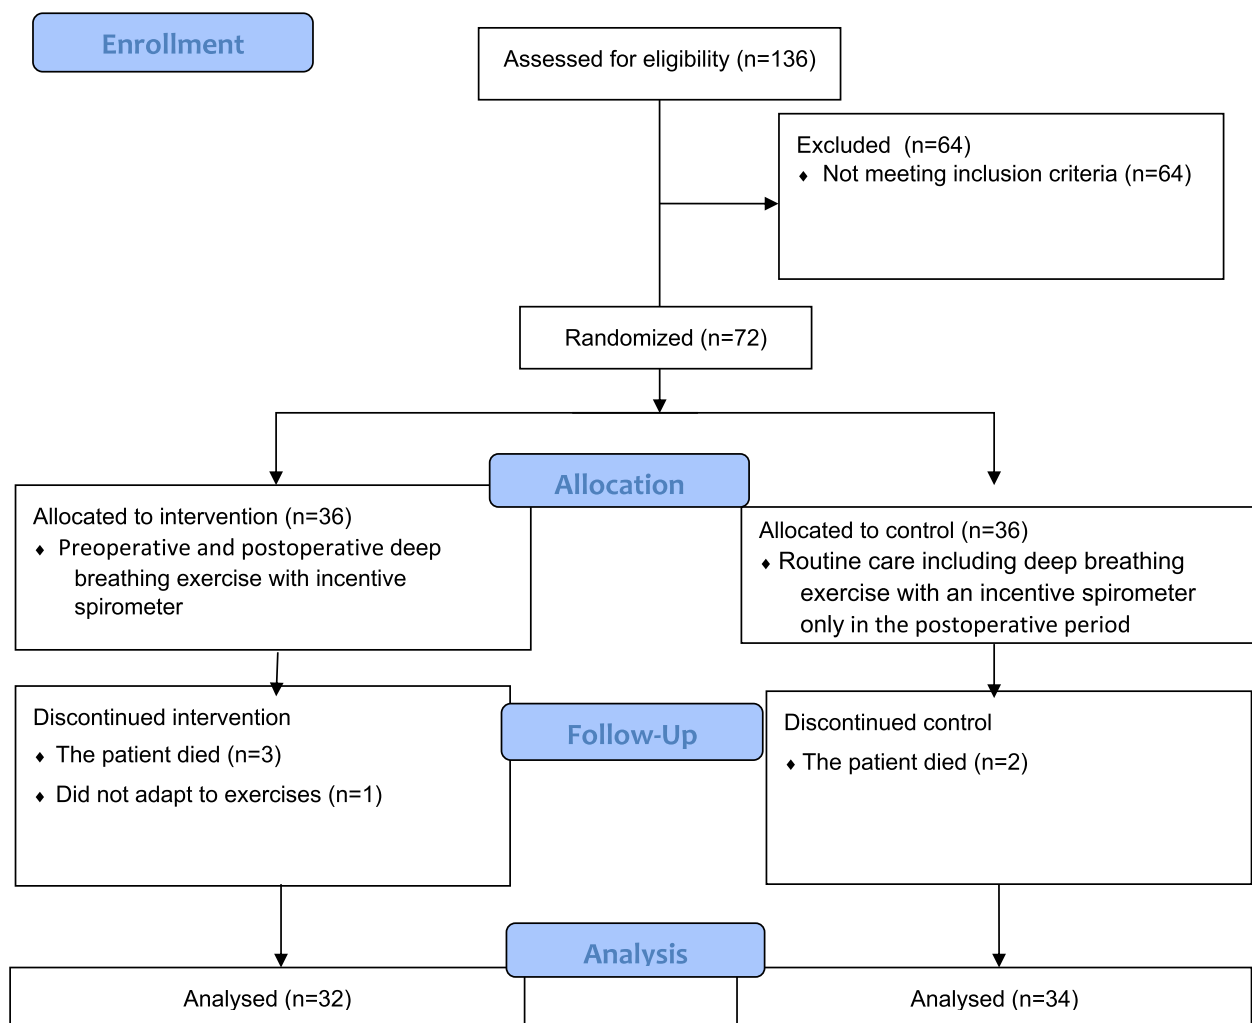 Enrollment
Assessed for eligibility (n=136)
Excluded (n=64)
♦ Not meeting inclusion criteria (n=64)
Randomized (n=72)
Allocation
Allocated to intervention (n=36)
♦ Preoperative and postoperative deep
breathing exercise with incentive
spirometer
Allocated to control (n=36)
♦ Routine care including deep breathing
exercise with an incentive spirometer
only in the postoperative period
Follow-Up
Discontinued intervention
♦ The patient died (n=3)
♦ Did not adapt to exercises (n=1)
Discontinued control
♦ The patient died (n=2)
Analysis
Analysed (n=32)
Analysed (n=34)